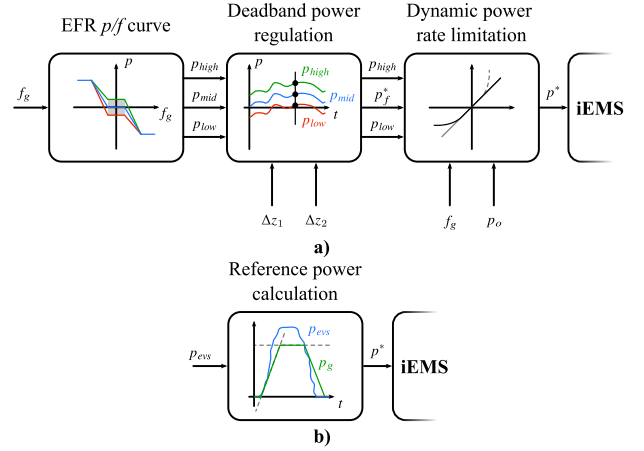 EFR p/f curve
Deadband power regulation
Dynamic power rate limitation
f_g
p
f_g
p_high
p_mid
p_low
p
p_high
p_mid
t
p_low
p_high
p_f^*
p_low
p^*
iEMS
Δz_1
Δz_2
f_g
p_o
a)
Reference power calculation
p_evs
p_evs
p_g
t
p^*
iEMS
b)